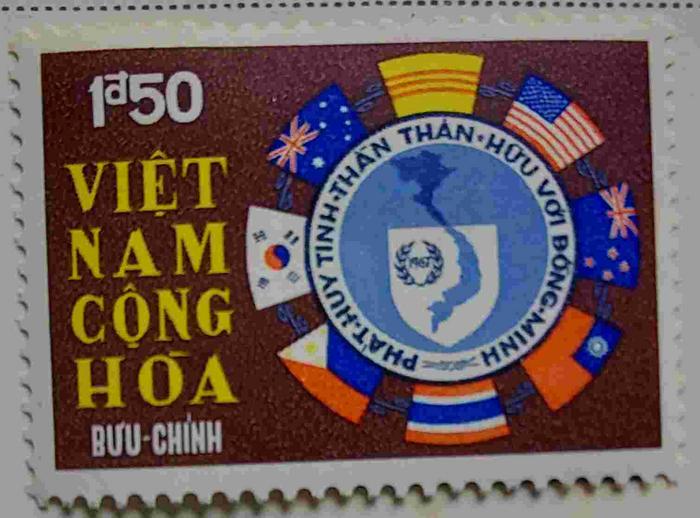 1đ50
VIỆT
NAM
CỘNG
HÒA
BƯU-CHÍNH
PHÁT-HUY TINH-THẦN THÂN-HỮU VỚI ĐỒNG-MINH
1967